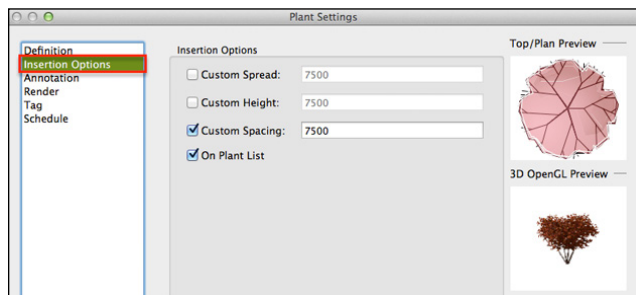 Plant Settings
Definition
Insertion Options
Annotation
Render
Tag
Schedule
Insertion Options
Custom Spread: 7500
Custom Height: 7500
Custom Spacing: 7500
On Plant List
Top/Plan Preview
3D OpenGL Preview